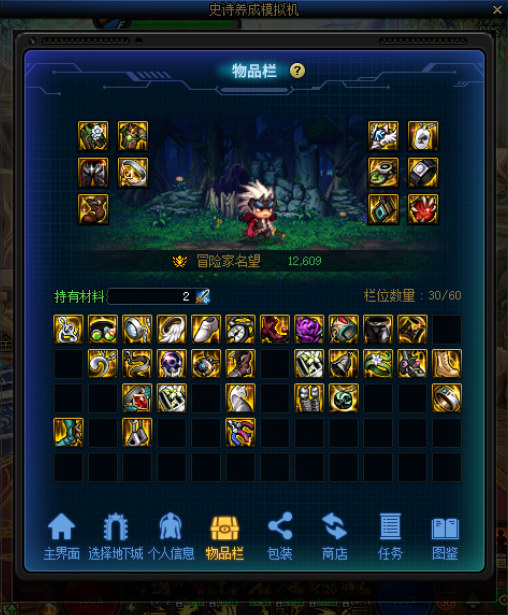 史诗养成模拟机
物品栏 ?
冒险家名望 12,609
持有材料: 2
栏位数量：30/60
主界面 选择地下城 个人信息 物品栏 包装 商店 任务 图鉴